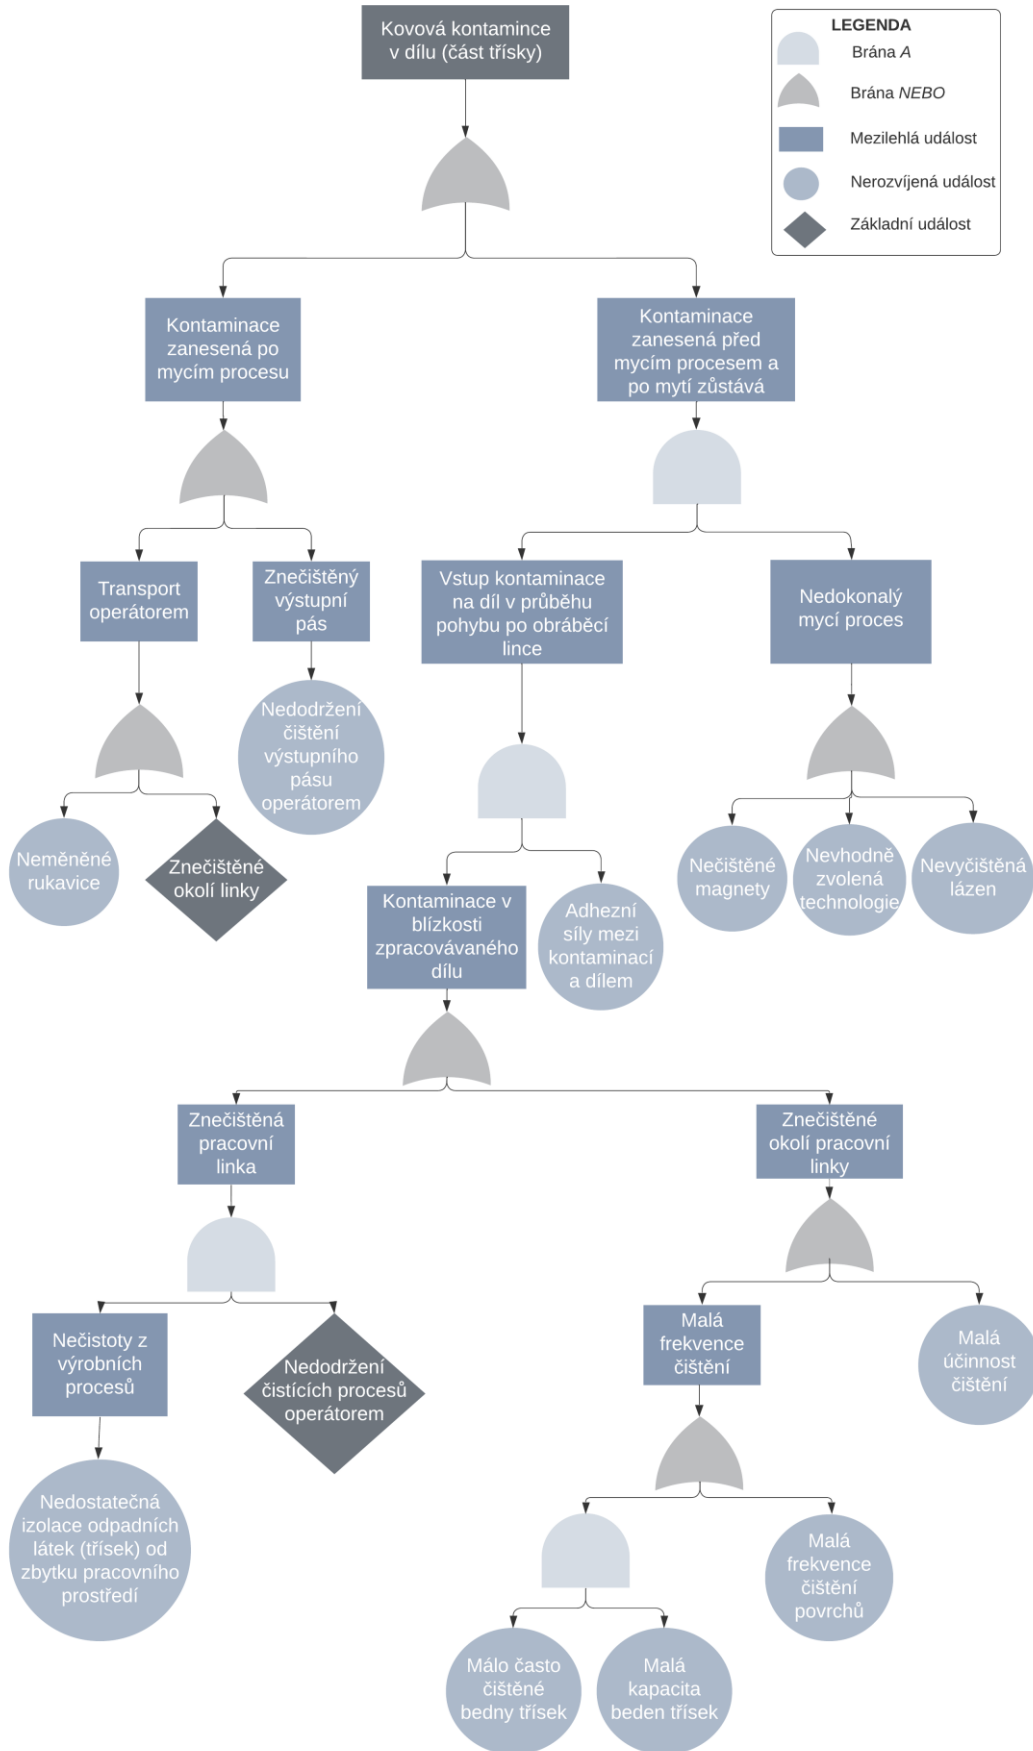 Kovová kontamince
v dílu (část třísky)
LEGENDA
Brána A
Brána NEBO
Mezilehlá událost
Nerozvíjená událost
Základní událost
Kontaminace
zanesená po
mycím procesu
Kontaminace
zanesená před
mycím procesem a
po mytí zůstává
Transport
operátorem
Znečištěný
výstupní
pás
Vstup kontaminace
na díl v průběhu
pohybu po obráběcí
lince
Nedokonalý
mycí proces
Nedodržení
čištění
výstupního
pásu
operátorem
Neměněné
rukavice
Znečištěné
okolí linky
Nečištěné
magnety
Nevhodně
zvolená
technologie
Nevyčištěná
lázen
Kontaminace v
blízkosti
zpracovávaného
dílu
Adhezní
síly mezi
kontaminací
a dílem
Znečištěná
pracovní
linka
Znečištěné
okolí pracovní
linky
Nečistoty z
výrobních
procesů
Nedodržení
čistících procesů
operátorem
Malá
frekvence
čištění
Malá
účinnost
čištění
Nedostatečná
izolace odpadních
látek (třísek) od
zbytku pracovního
prostředí
Malá
frekvence
čištění
povrchů
Málo často
čištěné
bedny třísek
Malá
kapacita
beden třísek